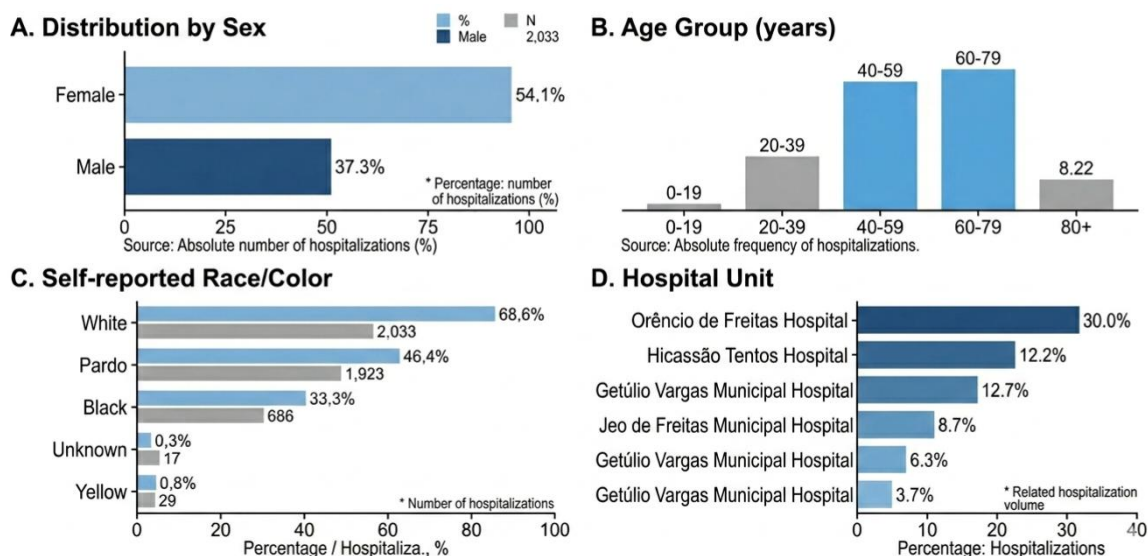 A. Distribution by Sex
% N
Male 2,033
Female
54,1%
Male
37.3%
* Percentage: number
of hospitalizations (%)
0 25 50 75 100
Source: Absolute number of hospitalizations (%)
B. Age Group (years)
0-19
20-39
40-59
60-79
8.22
0-19 20-39 40-59 60-79 80+
Source: Absolute frequency of hospitalizations.
C. Self-reported Race/Color
White
68,6%
2,033
Pardo
46,4%
1,923
Black
33,3%
686
Unknown
0,3%
17
Yellow
0,8%
29
* Number of hospitalizations
0 20 40 60 80 100
Percentage / Hospitaliza., %
D. Hospital Unit
Orêncio de Freitas Hospital
30.0%
Hicassão Tentos Hospital
12.2%
Getúlio Vargas Municipal Hospital
12.7%
Jeo de Freitas Municipal Hospital
8.7%
Getúlio Vargas Municipal Hospital
6.3%
Getúlio Vargas Municipal Hospital
3.7%
* Related hospitalization
volume
0 10 20 30 40
Percentage: Hospitalizations